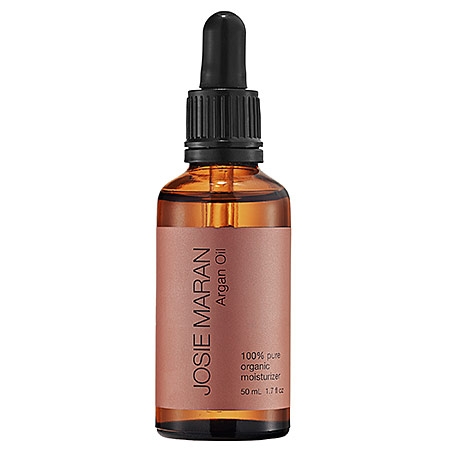 JOSIE MARAN
Argan Oil
100% pure
organic
moisturizer
50 mL 1.7 fl oz